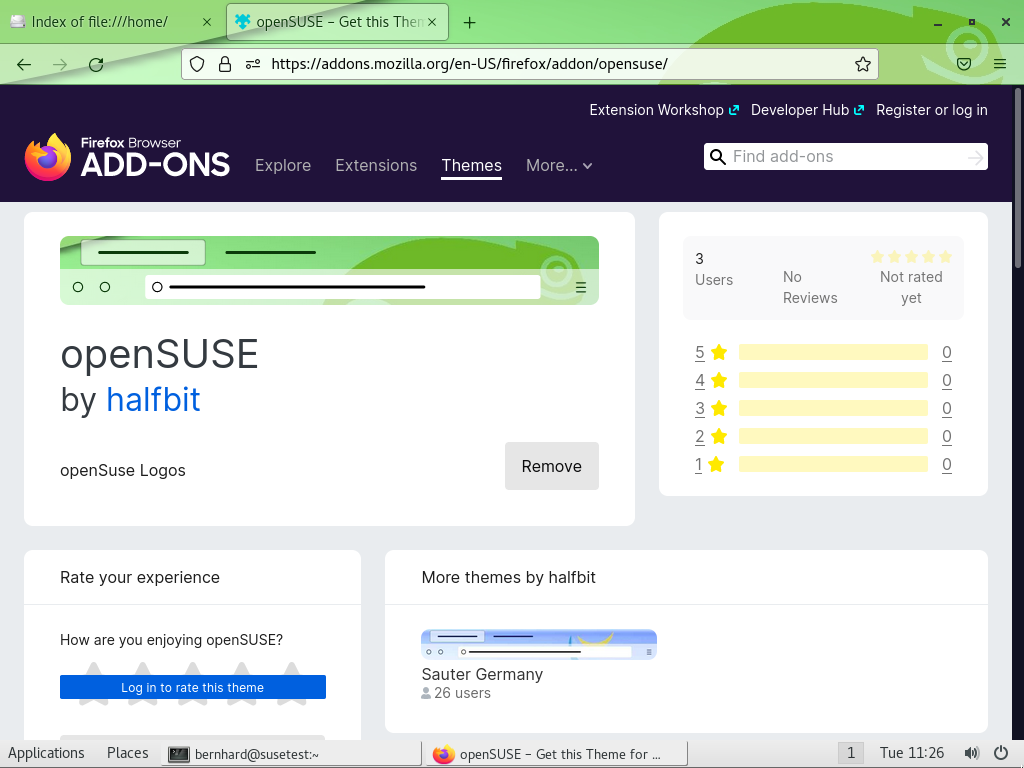 Index of file:///home/
openSUSE – Get this Them
https://addons.mozilla.org/en-US/firefox/addon/opensuse/
Extension Workshop
Developer Hub
Register or log in
Firefox Browser
ADD-ONS
Explore
Extensions
Themes
More...
Find add-ons
openSUSE
by halfbit
openSuse Logos
Remove
3
Users
No
Reviews
Not rated
yet
5 0
4 0
3 0
2 0
1 0
Rate your experience
How are you enjoying openSUSE?
Log in to rate this theme
More themes by halfbit
Sauter Germany
26 users
Applications
Places
bernhard@susetest:~
openSUSE – Get this Theme for ...
1
Tue 11:26